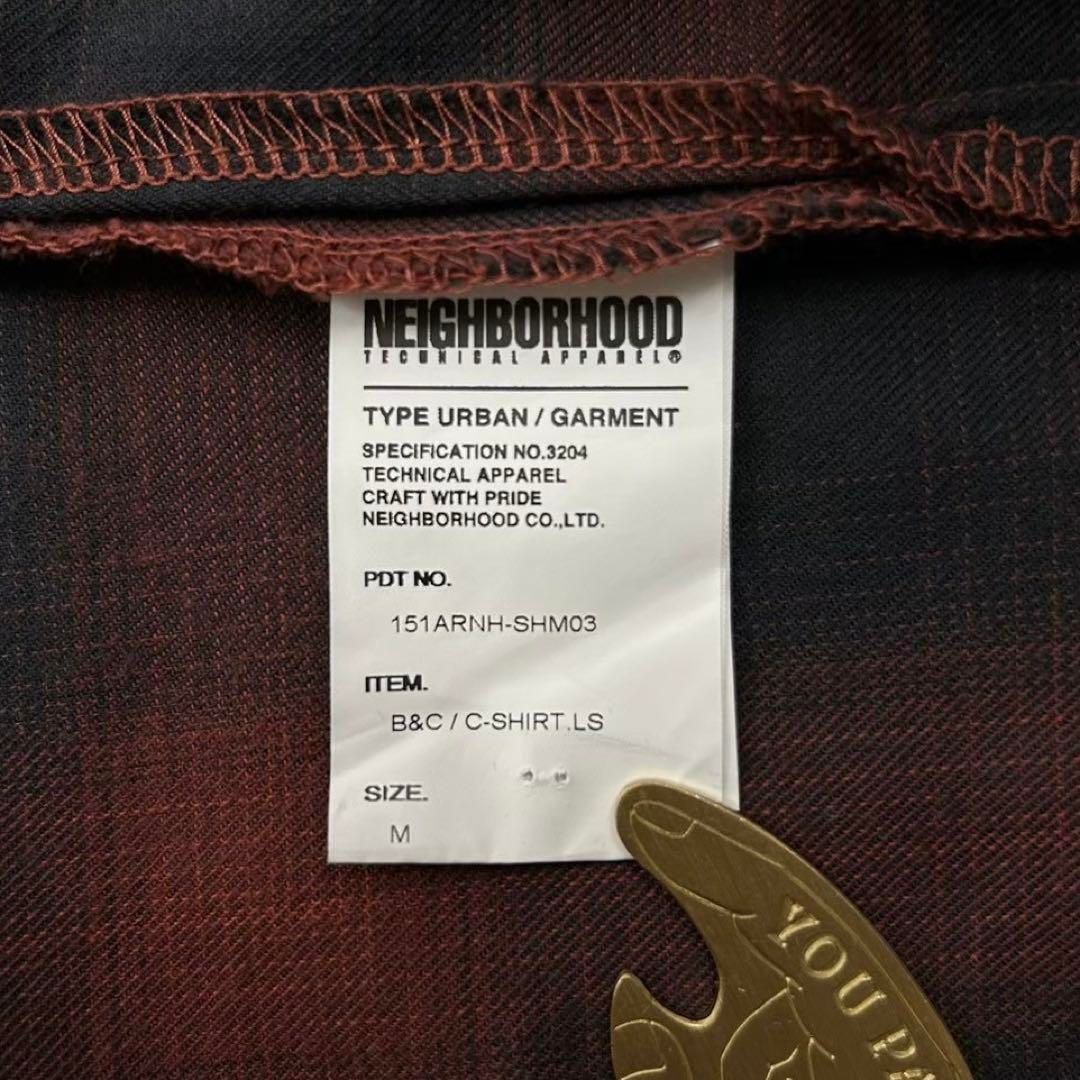 NEIGHBORHOOD
TECHNICAL APPAREL®
TYPE URBAN / GARMENT
SPECIFICATION NO.3204
TECHNICAL APPAREL
CRAFT WITH PRIDE
NEIGHBORHOOD CO.,LTD.
PDT NO.
151ARNH-SHM03
ITEM.
B&C / C-SHIRT.LS
SIZE.
M
YOU